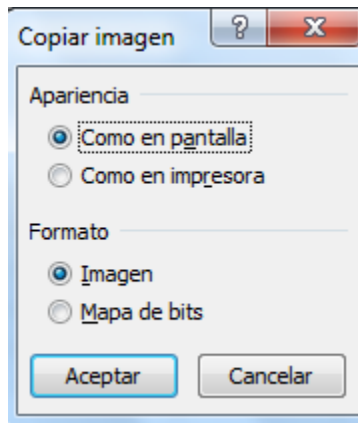 Copiar imagen
Apariencia
Como en pantalla
Como en impresora
Formato
Imagen
Mapa de bits
Aceptar Cancelar